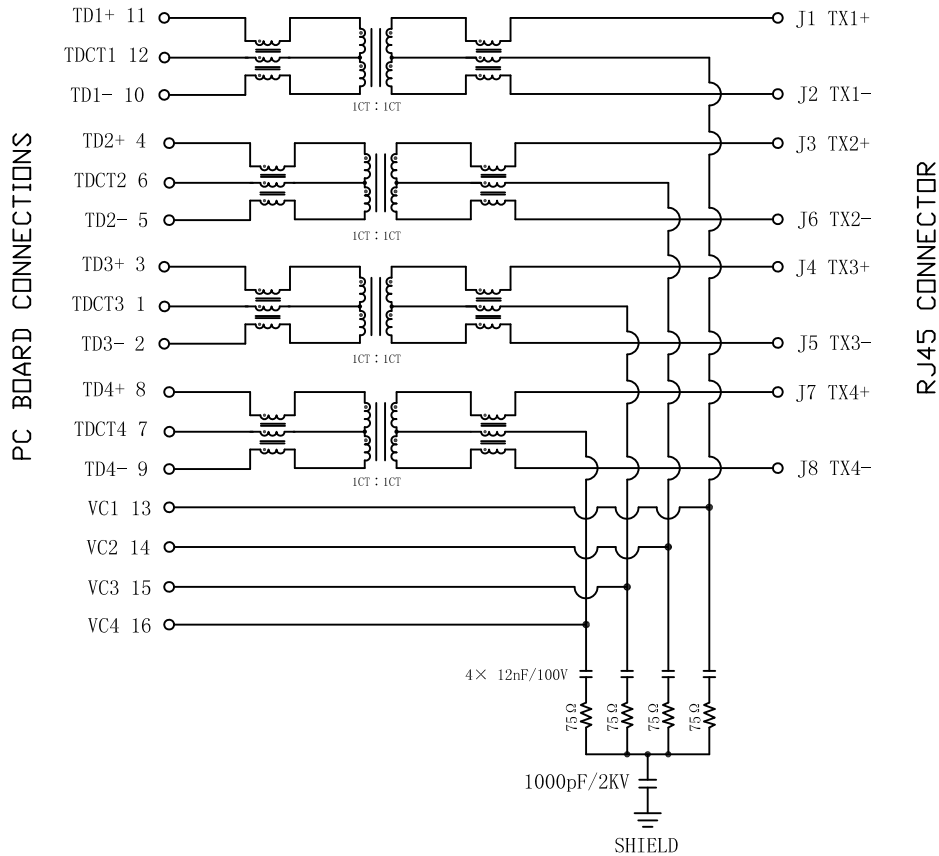 TD1+ 11
J1 TX1+
TDCT1 12
TD1- 10
J2 TX1-
1CT : 1CT
TD2+ 4
J3 TX2+
TDCT2 6
TD2- 5
J6 TX2-
1CT : 1CT
TD3+ 3
J4 TX3+
TDCT3 1
TD3- 2
J5 TX3-
1CT : 1CT
TD4+ 8
J7 TX4+
TDCT4 7
TD4- 9
J8 TX4-
1CT : 1CT
PC BOARD CONNECTIONS
RJ45 CONNECTOR
VC1 13
VC2 14
VC3 15
VC4 16
4× 12nF/100V
75Ω
75Ω
75Ω
75Ω
1000pF/2KV
SHIELD